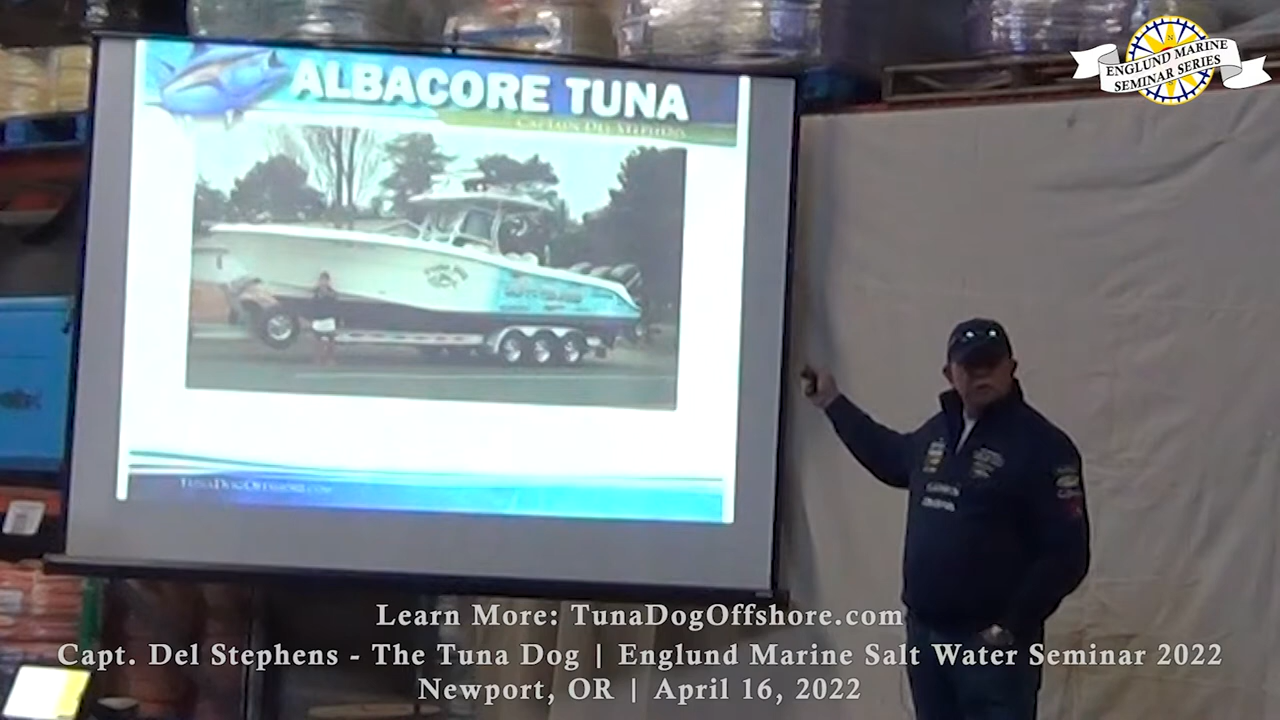 ENGLUND MARINE
SEMINAR SERIES
ALBACORE TUNA
CAPTAIN DEL STEPHENS
TUNADOGOFFSHORE.COM
Learn More: TunaDogOffshore.com
Capt. Del Stephens - The Tuna Dog | Englund Marine Salt Water Seminar 2022
Newport, OR | April 16, 2022